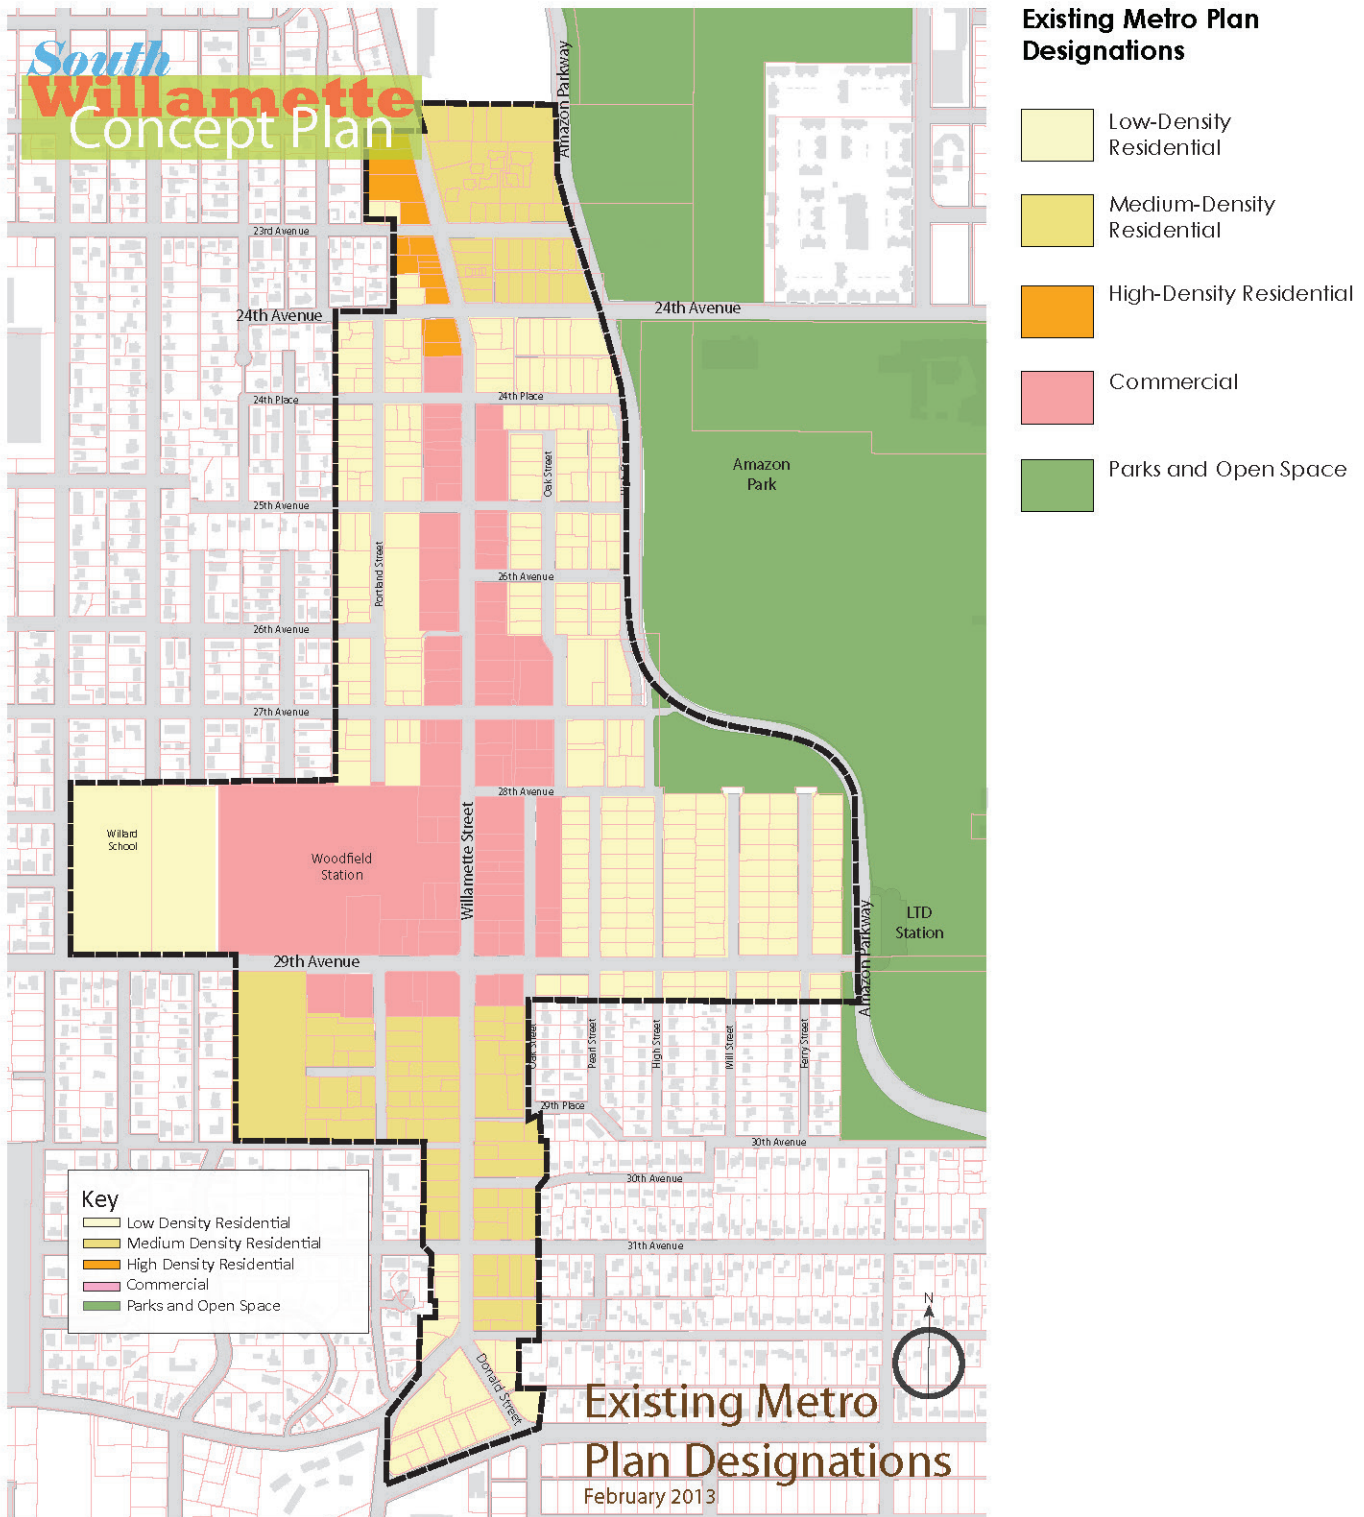 South
Willamette
Concept Plan
Existing Metro Plan
Designations
Low-Density
Residential
Medium-Density
Residential
High-Density Residential
Commercial
Parks and Open Space
Amazon Parkway
23rd Avenue
24th Avenue
24th Avenue
24th Place
24th Place
Oak Street
Amazon
Park
25th Avenue
Portland Street
26th Avenue
26th Avenue
27th Avenue
28th Avenue
Willard
School
Woodfield
Station
Willamette Street
LTD
Station
Amazon Parkway
29th Avenue
Oak Street
Pearl Street
High Street
Mill Street
Ferry Street
29th Place
30th Avenue
30th Avenue
31th Avenue
Key
Low Density Residential
Medium Density Residential
High Density Residential
Commercial
Parks and Open Space
N
Donald Street
Existing Metro
Plan Designations
February 2013